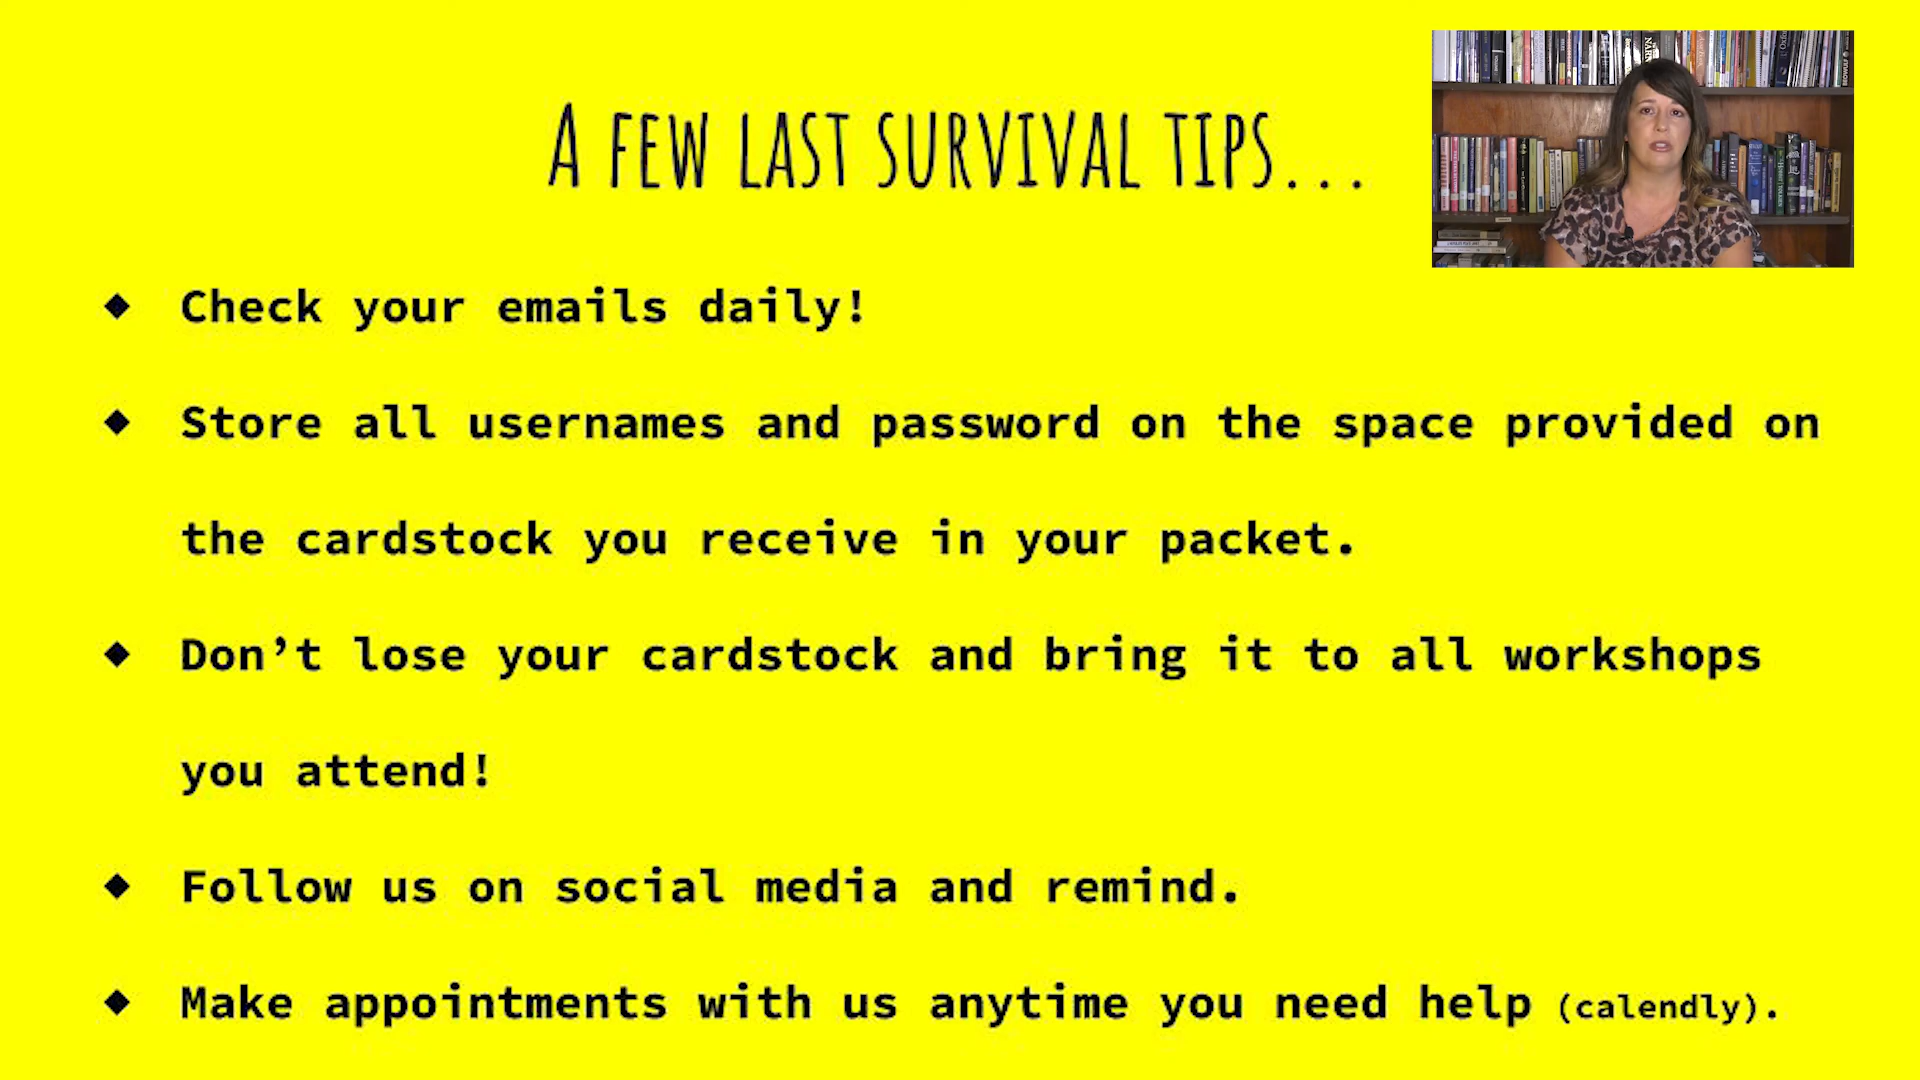 A FEW LAST SURVIVAL TIPS...
◆ Check your emails daily!
◆ Store all usernames and password on the space provided on
the cardstock you receive in your packet.
◆ Don’t lose your cardstock and bring it to all workshops
you attend!
◆ Follow us on social media and remind.
◆ Make appointments with us anytime you need help (calendly).